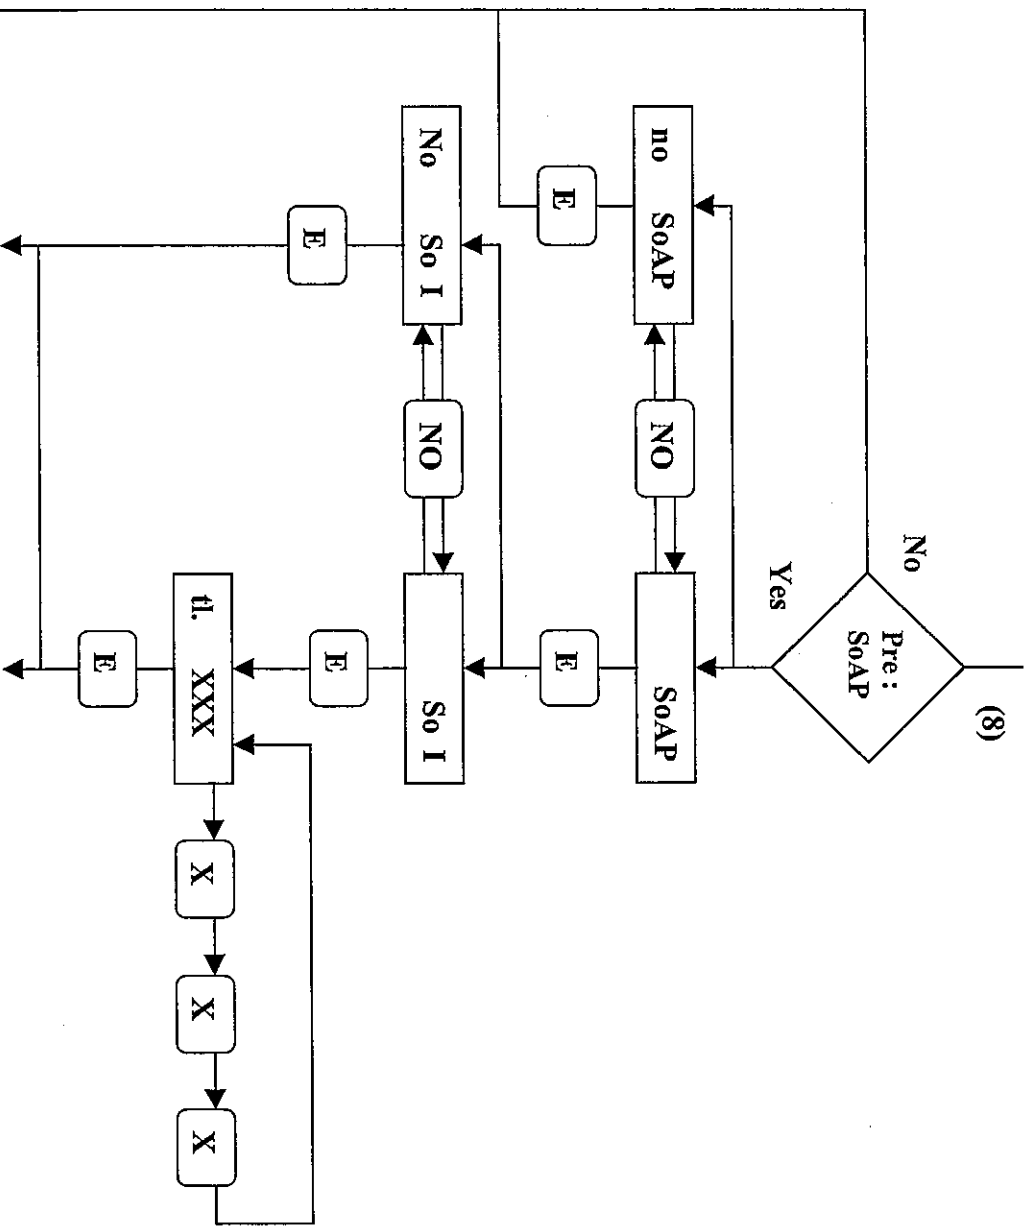 (8)
No
Pre :
SoAP
Yes
no SoAP
NO
SoAP
E
E
No So I
NO
So I
E
E
tl. XXX
X
X
X
E